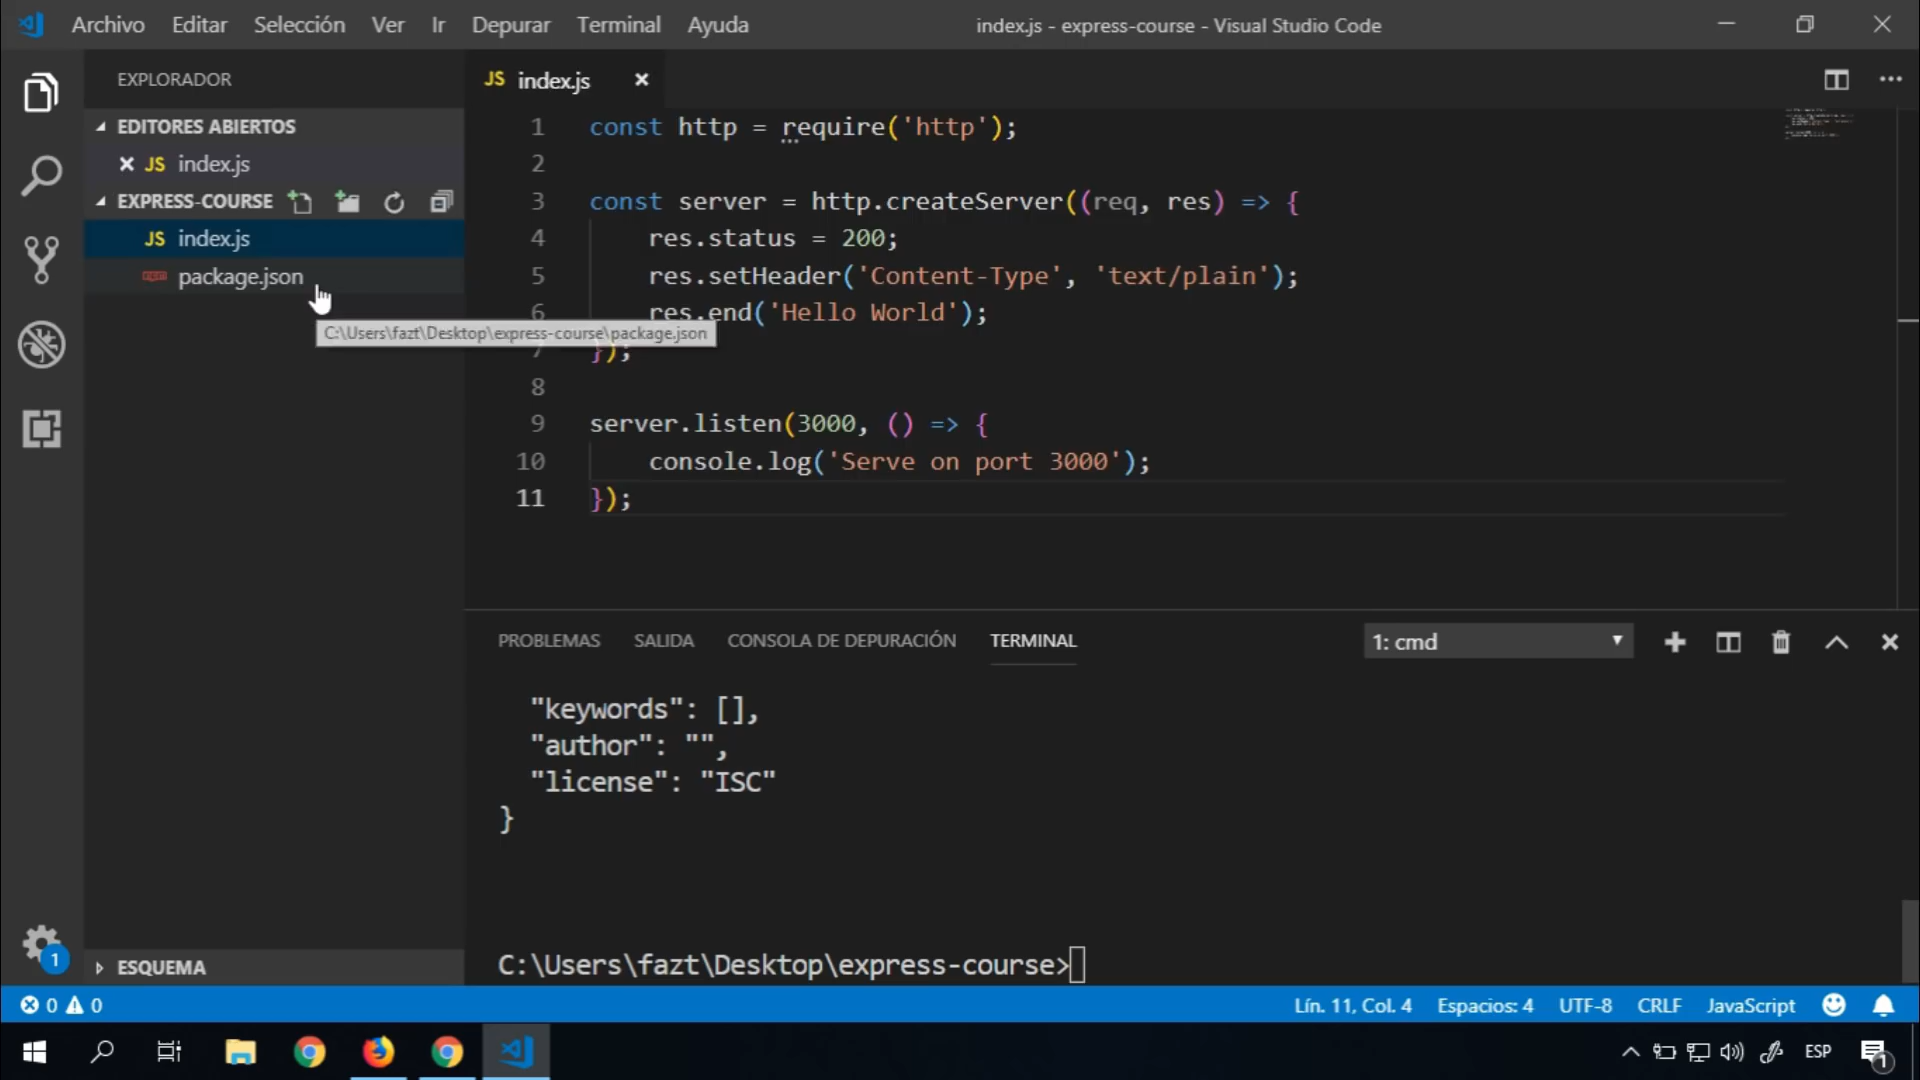 Archivo Editar Selección Ver Ir Depurar Terminal Ayuda index.js - express-course - Visual Studio Code
EXPLORADOR
JS index.js
EDITORES ABIERTOS
JS index.js
EXPRESS-COURSE
JS index.js
npm package.json
C:\Users\fazt\Desktop\express-course\package.json
1 const http = require('http');
2
3 const server = http.createServer((req, res) => {
4 res.status = 200;
5 res.setHeader('Content-Type', 'text/plain');
6 res.end('Hello World');
7 });
8
9 server.listen(3000, () => {
10 console.log('Serve on port 3000');
11 });
PROBLEMAS SALIDA CONSOLA DE DEPURACIÓN TERMINAL 1: cmd
"keywords": [],
"author": "",
"license": "ISC"
}
C:\Users\fazt\Desktop\express-course>
1
ESQUEMA
0 0 Lín. 11, Col. 4 Espacios: 4 UTF-8 CRLF JavaScript
ESP 1